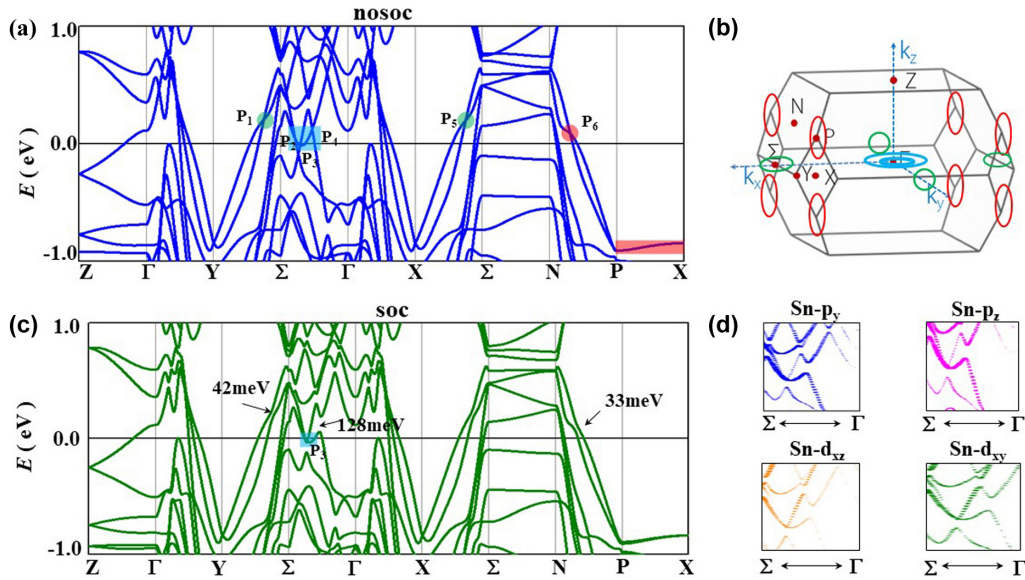 (a)
nosoc
1.0
0.0
-1.0
E (eV)
P1
P2
P3
P4
P5
P6
Z Γ Y Σ Γ X Σ N P X
(b)
kz
Z
N
P
Σ
Γ
kx
Y
X
ky
(c)
soc
1.0
0.0
-1.0
E (eV)
42meV
128meV
P3
33meV
Z Γ Y Σ Γ X Σ N P X
(d)
Sn-py
Sn-pz
Σ ⟷ Γ
Σ ⟷ Γ
Sn-dxz
Sn-dxy
Σ ⟷ Γ
Σ ⟷ Γ